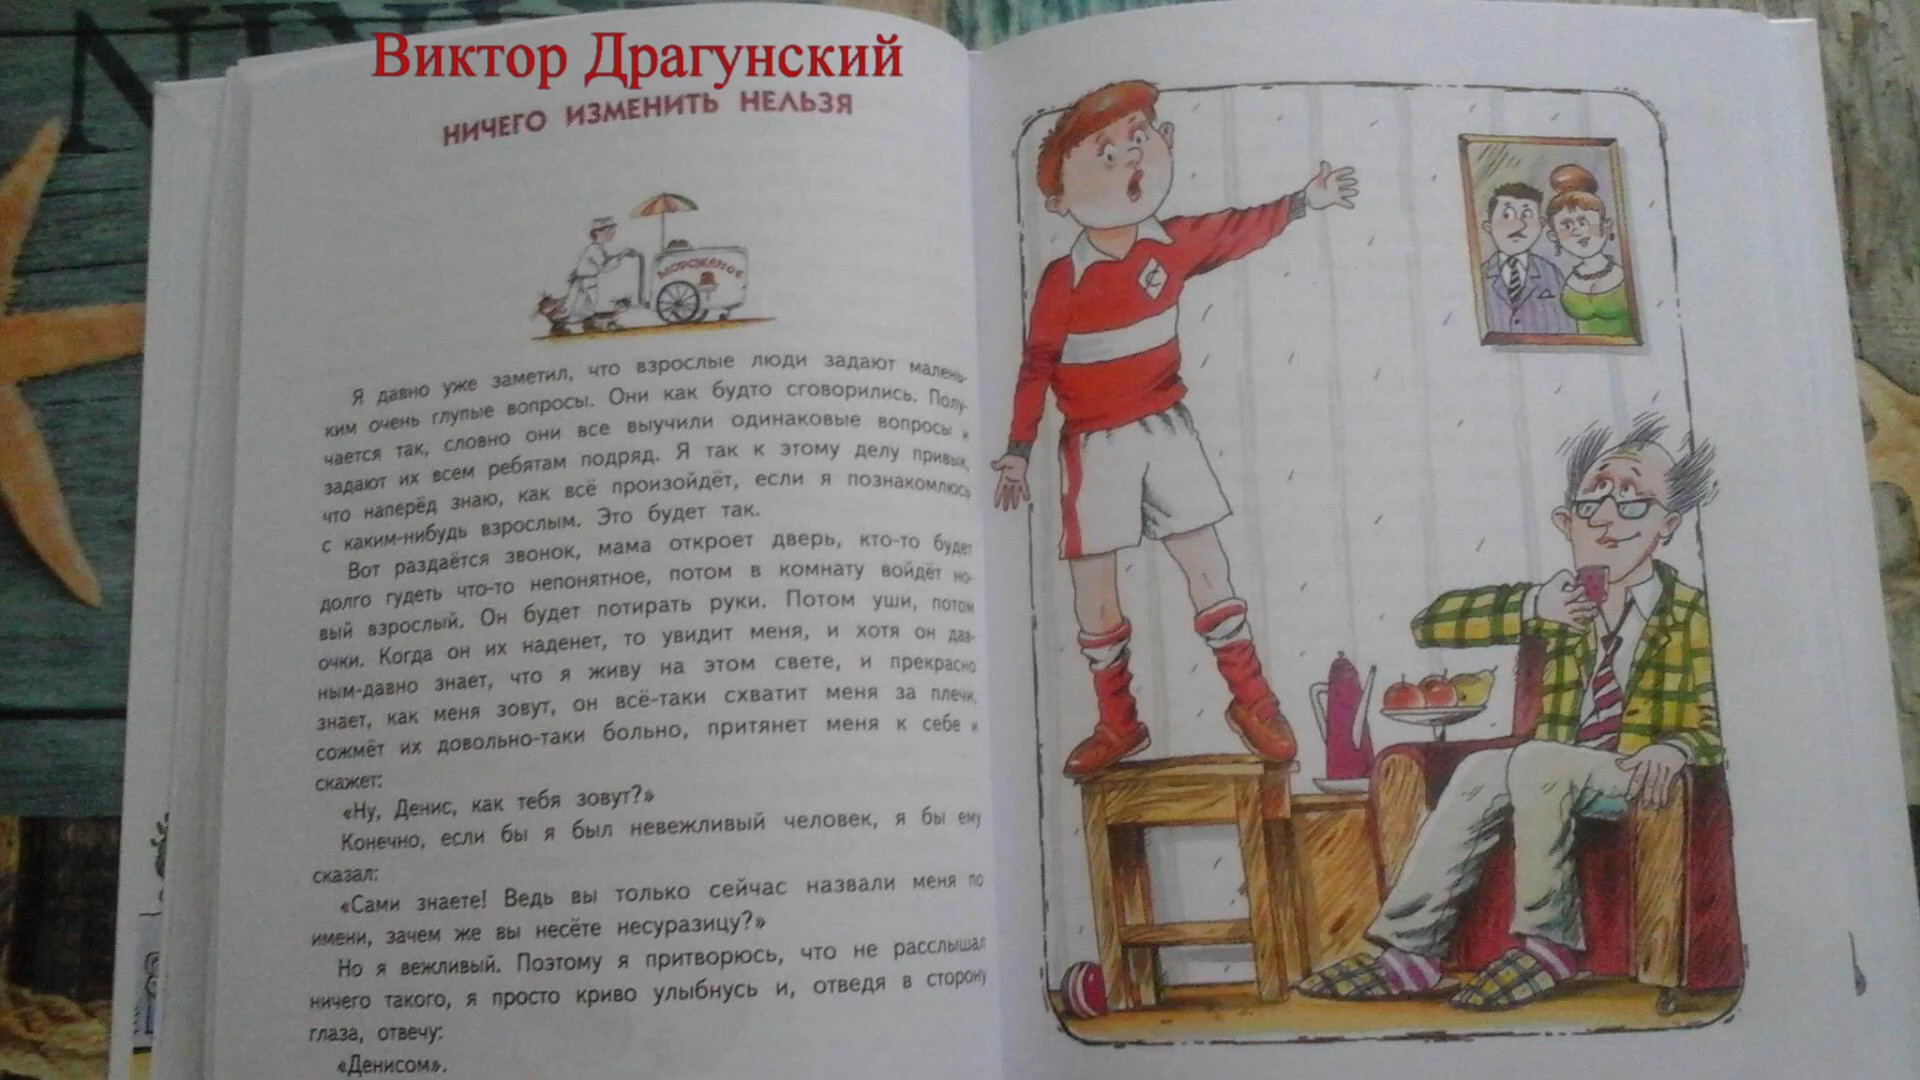 Виктор Драгунский
НИЧЕГО ИЗМЕНИТЬ НЕЛЬЗЯ
МОРОЖЕНОЕ
Я давно уже заметил, что взрослые люди задают малень-
ким очень глупые вопросы. Они как будто сговорились. Полу-
чается так, словно они все выучили одинаковые вопросы и
задают их всем ребятам подряд. Я так к этому делу привык,
что наперёд знаю, как всё произойдёт, если я познакомлюсь
с каким-нибудь взрослым. Это будет так.
Вот раздаётся звонок, мама откроет дверь, кто-то будет
долго гудеть что-то непонятное, потом в комнату войдёт но-
вый взрослый. Он будет потирать руки. Потом уши, потом
очки. Когда он их наденет, то увидит меня, и хотя он дав-
ным-давно знает, что я живу на этом свете, и прекрасно
знает, как меня зовут, он всё-таки схватит меня за плечи,
сожмёт их довольно-таки больно, притянет меня к себе и
скажет:
«Ну, Денис, как тебя зовут?»
Конечно, если бы я был невежливый человек, я бы ему
сказал:
«Сами знаете! Ведь вы только сейчас назвали меня по
имени, зачем же вы несёте несуразицу?»
Но я вежливый. Поэтому я притворюсь, что не расслышал
ничего такого, я просто криво улыбнусь и, отведя в сторону
глаза, отвечу:
«Денисом».